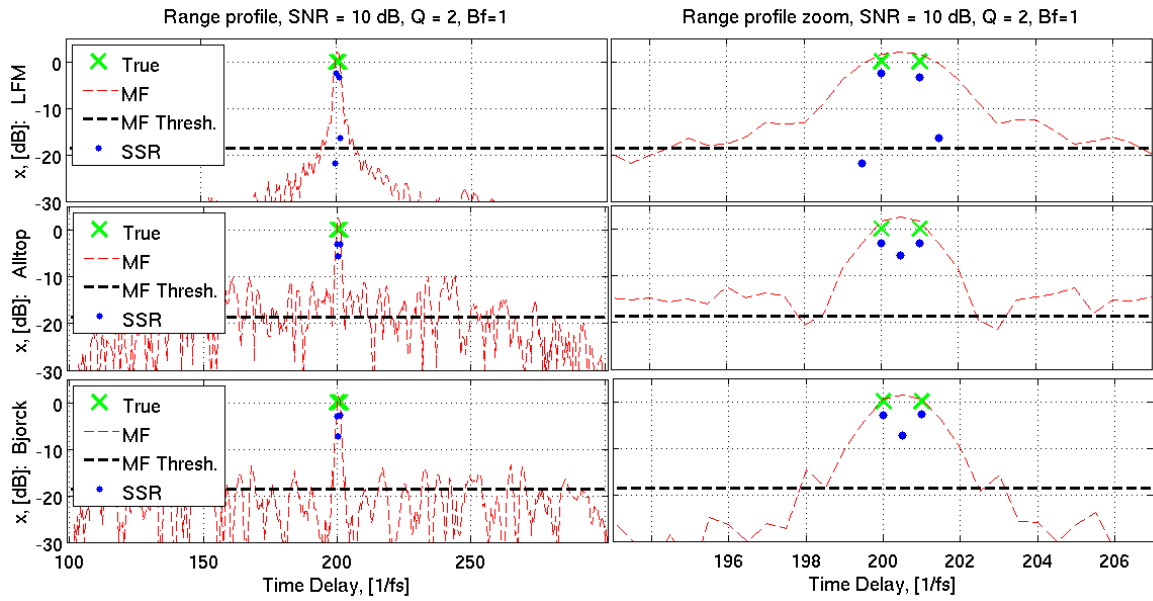 Range profile, SNR = 10 dB, Q = 2, Bf=1
Range profile zoom, SNR = 10 dB, Q = 2, Bf=1
x, [dB]: LFM
0
-10
-20
-30
True
MF
MF Thresh.
SSR
x, [dB]: Alltop
0
-10
-20
-30
True
MF
MF Thresh.
SSR
x, [dB]: Bjorck
0
-10
-20
-30
True
MF
MF Thresh.
SSR
100 150 200 250
196 198 200 202 204 206
Time Delay, [1/fs]
Time Delay, [1/fs]